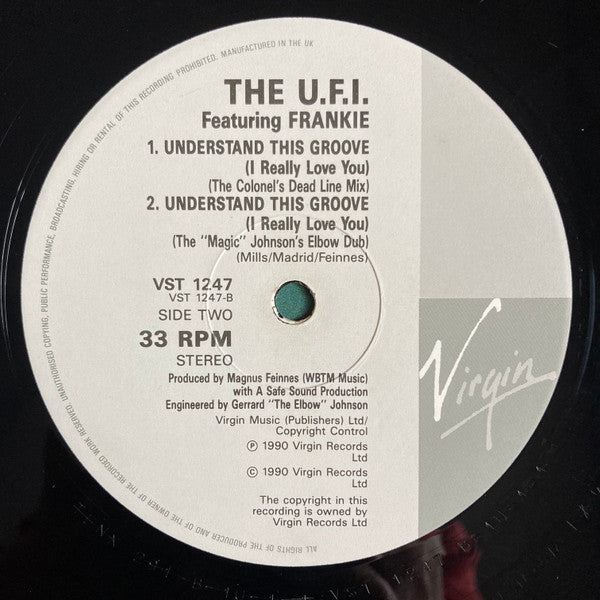 THE U.F.I.
Featuring FRANKIE
1. UNDERSTAND THIS GROOVE
(I Really Love You)
(The Colonel's Dead Line Mix)
2. UNDERSTAND THIS GROOVE
(I Really Love You)
(The "Magic" Johnson's Elbow Dub)
(Mills/Madrid/Feinnes)
VST 1247
VST 1247-B
SIDE TWO
33 RPM
STEREO
Produced by Magnus Feinnes (WBTM Music)
with A Safe Sound Production
Engineered by Gerrard "The Elbow" Johnson
Virgin Music (Publishers) Ltd/
Copyright Control
Ⓟ 1990 Virgin Records
Ltd
© 1990 Virgin Records
Ltd
The copyright in this
recording is owned by
Virgin Records Ltd
Virgin
ALL RIGHTS OF THE PRODUCER AND OF THE OWNER OF THE RECORDED WORK RESERVED. UNAUTHORISED COPYING, PUBLIC PERFORMANCE, BROADCASTING, HIRING OR RENTAL OF THIS RECORDING PROHIBITED. MANUFACTURED IN THE UK